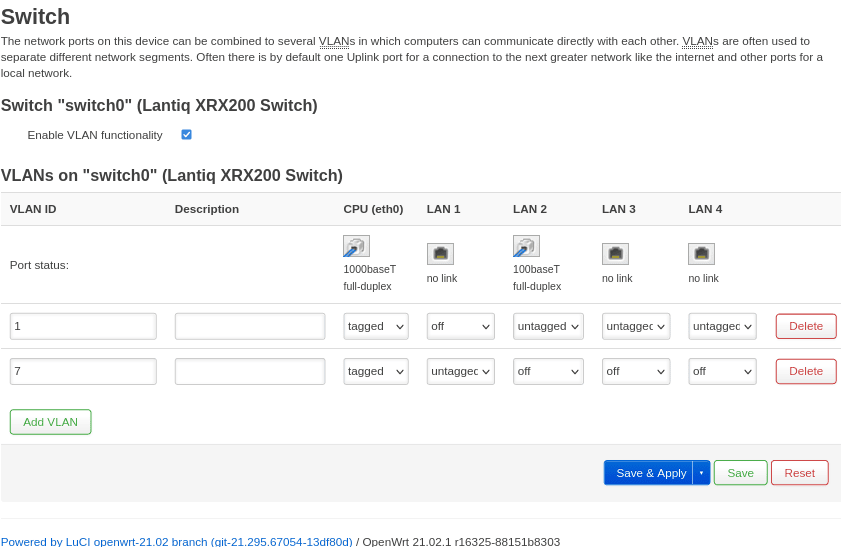 Switch
The network ports on this device can be combined to several VLANs in which computers can communicate directly with each other. VLANs are often used to
separate different network segments. Often there is by default one Uplink port for a connection to the next greater network like the internet and other ports for a
local network.
Switch "switch0" (Lantiq XRX200 Switch)
Enable VLAN functionality
VLANs on "switch0" (Lantiq XRX200 Switch)
VLAN ID Description CPU (eth0) LAN 1 LAN 2 LAN 3 LAN 4
Port status: 1000baseT full-duplex no link 100baseT full-duplex no link no link
1 tagged off untagged untagged untagged Delete
7 tagged untagged off off off Delete
Add VLAN
Save & Apply Save Reset
Powered by LuCI openwrt-21.02 branch (git-21.295.67054-13df80d) / OpenWrt 21.02.1 r16325-88151b8303